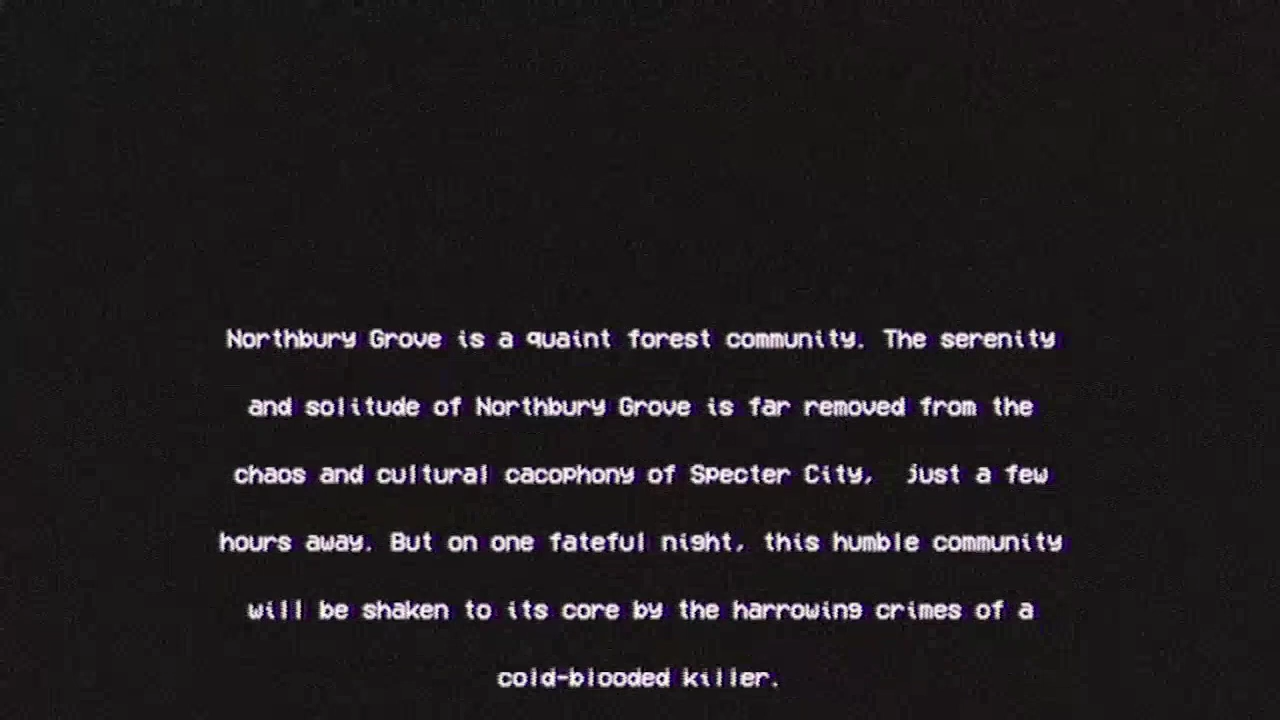 Northbury Grove is a quaint forest community. The serenity
and solitude of Northbury Grove is far removed from the
chaos and cultural cacophony of Specter City,  just a few
hours away. But on one fateful night, this humble community
will be shaken to its core by the harrowing crimes of a
cold-blooded killer.